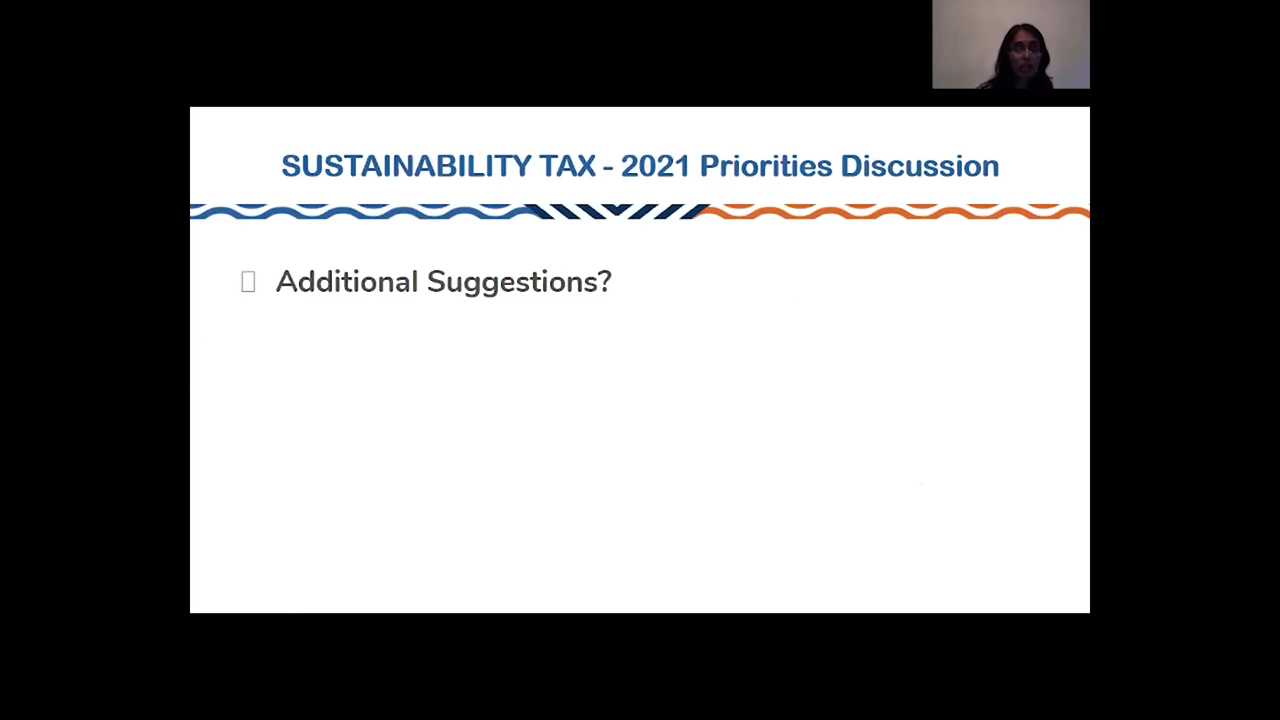 SUSTAINABILITY TAX - 2021 Priorities Discussion
Additional Suggestions?